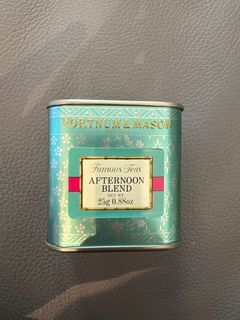 FORTNUM & MASON
Famous Teas
AFTERNOON
BLEND
NET WT
25g 0.88oz